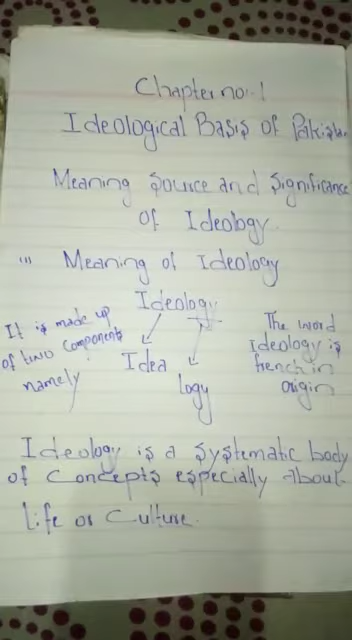 Chapter no:-1
Ideological Basis of Pakistan
Meaning Source and Significance
Of Ideology.
"' Meaning of Ideology
Ideology
It is made up
of two components
namely
Idea
logy
The word
Ideology is
french in
origin
Ideology is a systematic body
of concepts especially about
life or Culture.